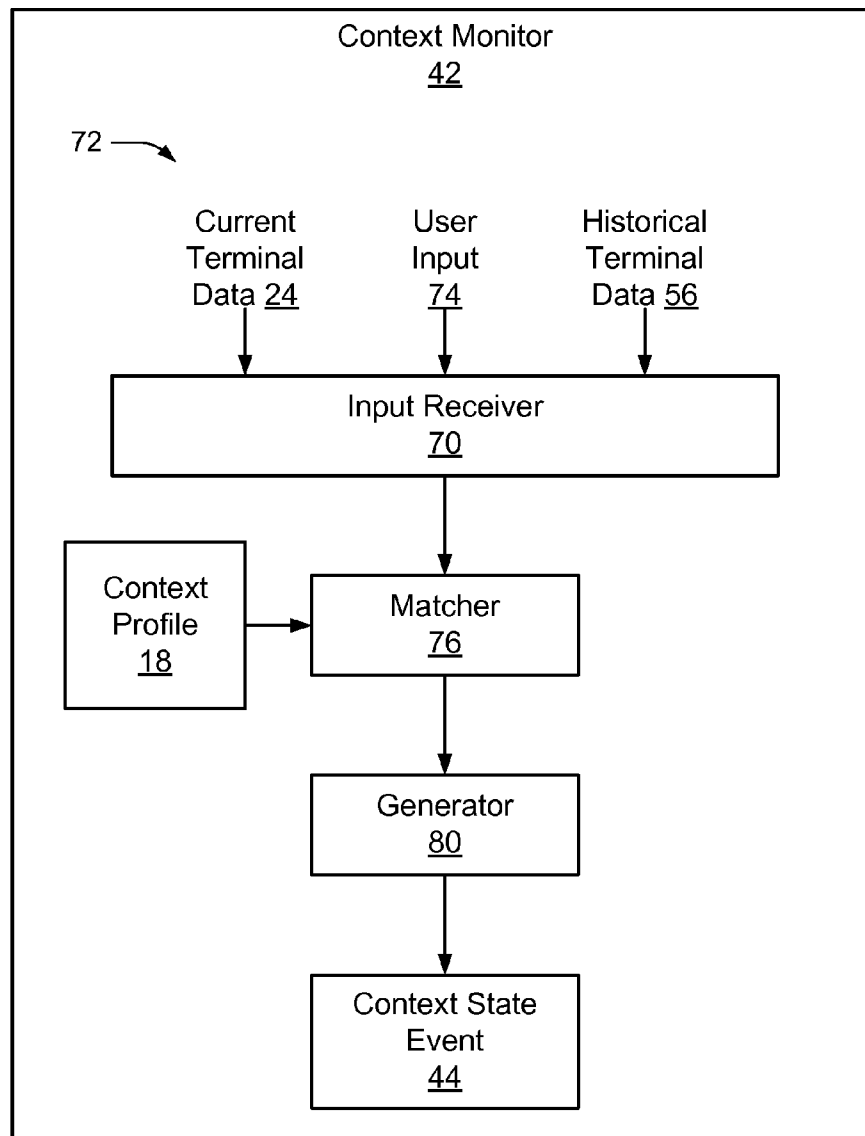 Context Monitor
42
72
Current
Terminal
Data 24
User
Input
74
Historical
Terminal
Data 56
Input Receiver
70
Context
Profile
18
Matcher
76
Generator
80
Context State
Event
44